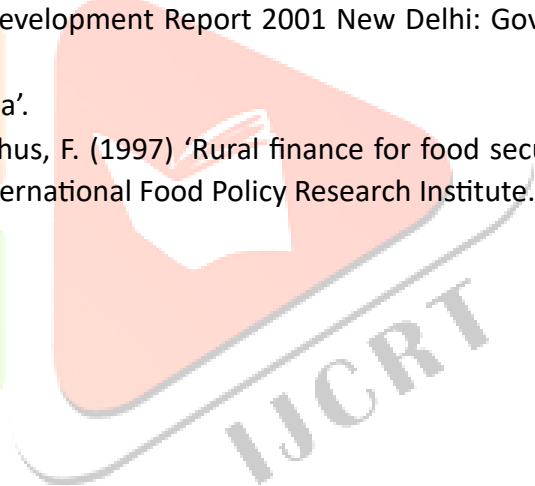 evelopment Report 2001 New Delhi: Gov
a’.
hus, F. (1997) ‘Rural finance for food secu
ernational Food Policy Research Institute.
IJCRT